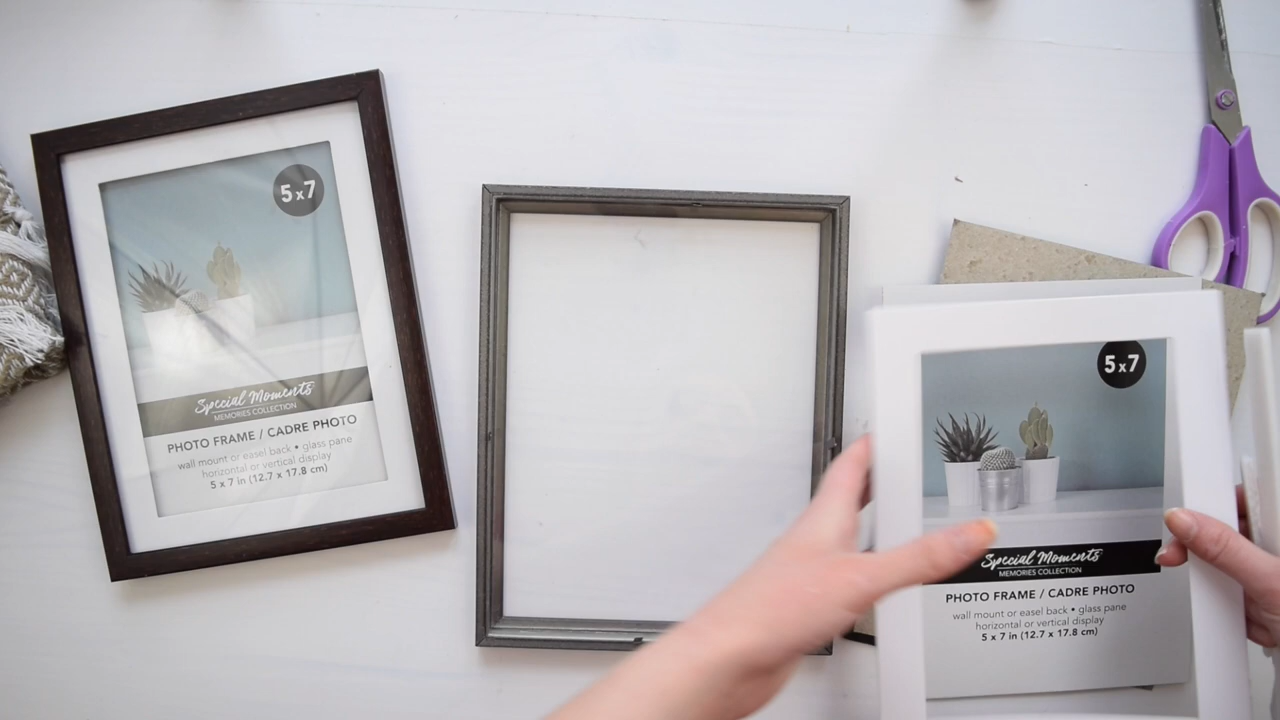 5x7
Special Moments
MEMORIES COLLECTION
PHOTO FRAME / CADRE PHOTO
wall mount or easel back • glass pane
horizontal or vertical display
5 x 7 in (12.7 x 17.8 cm)
5x7
Special Moments
MEMORIES COLLECTION
PHOTO FRAME / CADRE PHOTO
wall mount or easel back • glass pane
horizontal or vertical display
5 x 7 in (12.7 x 17.8 cm)